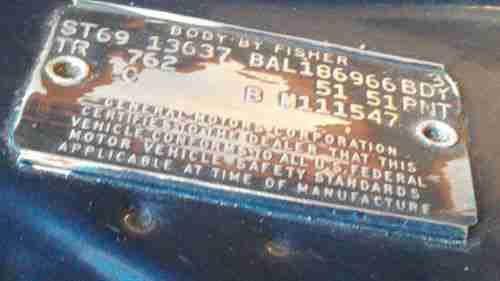 BODY BY FISHER
ST69 13637 BAL186966 BDY
TR 762 51 51 PNT
B M111547
GENERAL MOTORS CORPORATION
CERTIFIES TO THE DEALER THAT THIS
VEHICLE CONFORMS TO ALL U.S. FEDERAL
MOTOR VEHICLE SAFETY STANDARDS
APPLICABLE AT TIME OF MANUFACTURE